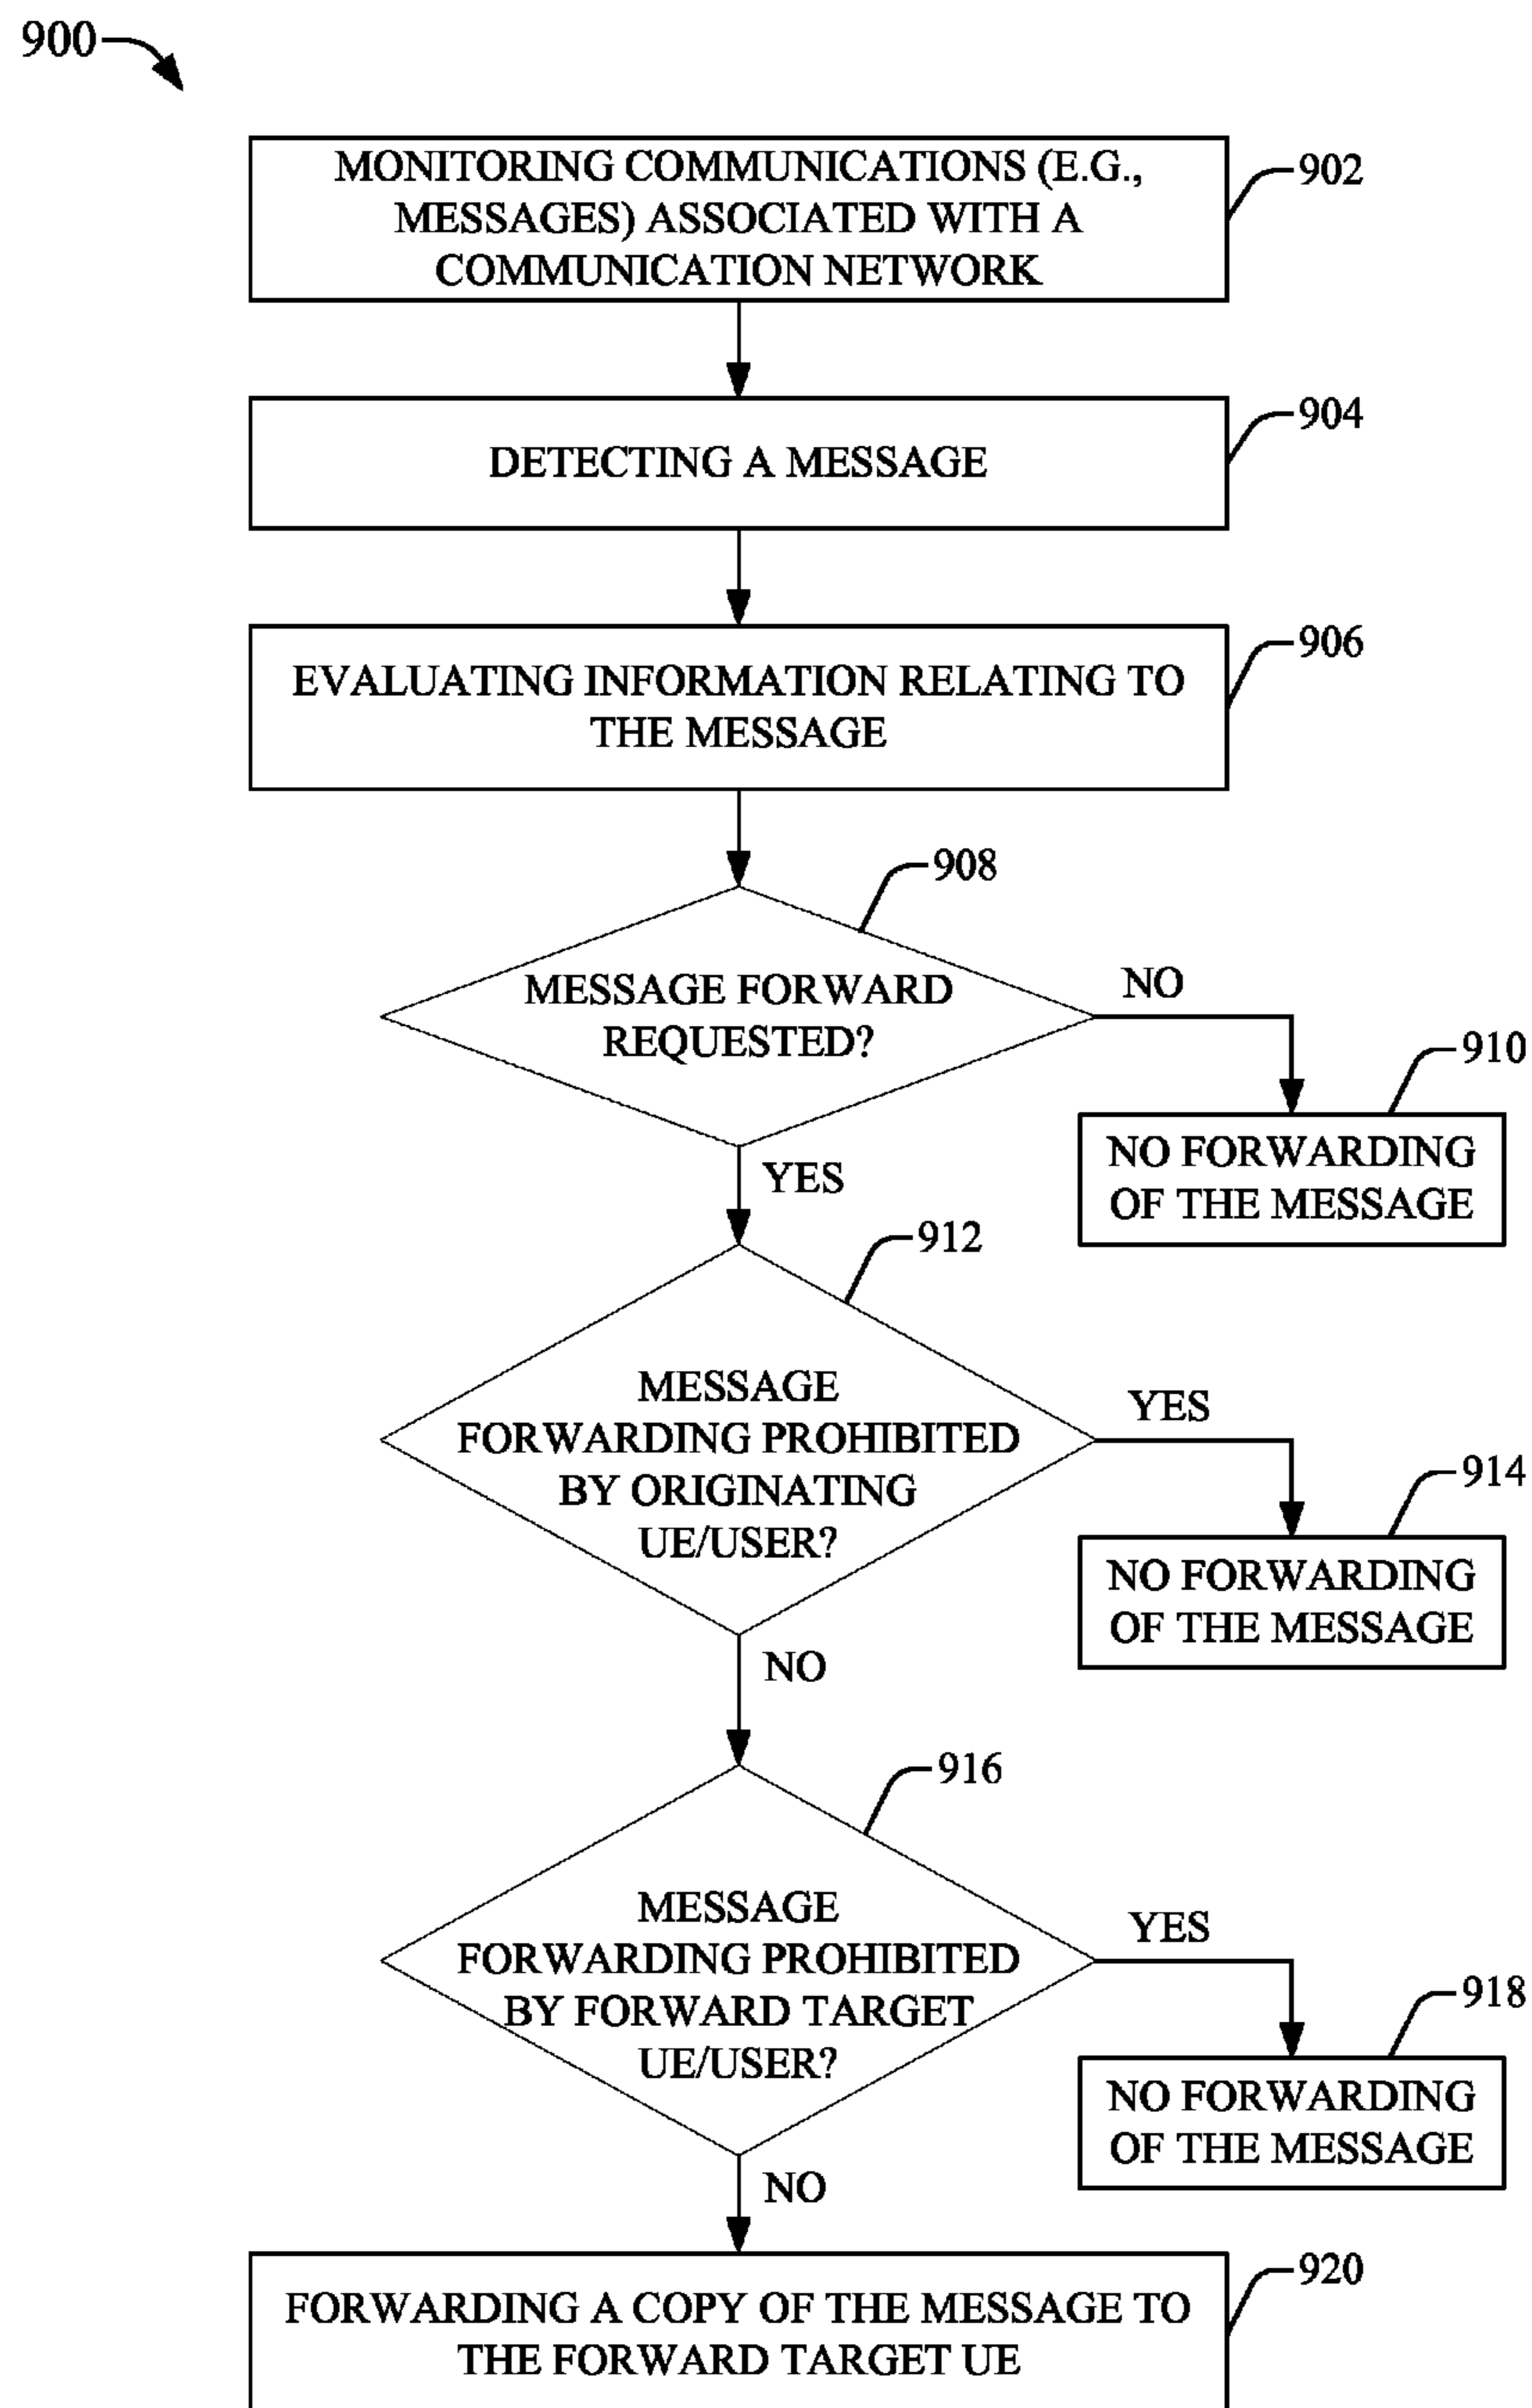 900
MONITORING COMMUNICATIONS (E.G.,
MESSAGES) ASSOCIATED WITH A
COMMUNICATION NETWORK
902
DETECTING A MESSAGE
904
EVALUATING INFORMATION RELATING TO
THE MESSAGE
906
908
MESSAGE FORWARD
REQUESTED?
NO
910
NO FORWARDING
OF THE MESSAGE
YES
912
MESSAGE
FORWARDING PROHIBITED
BY ORIGINATING
UE/USER?
YES
914
NO FORWARDING
OF THE MESSAGE
NO
916
MESSAGE
FORWARDING PROHIBITED
BY FORWARD TARGET
UE/USER?
YES
918
NO FORWARDING
OF THE MESSAGE
NO
920
FORWARDING A COPY OF THE MESSAGE TO
THE FORWARD TARGET UE